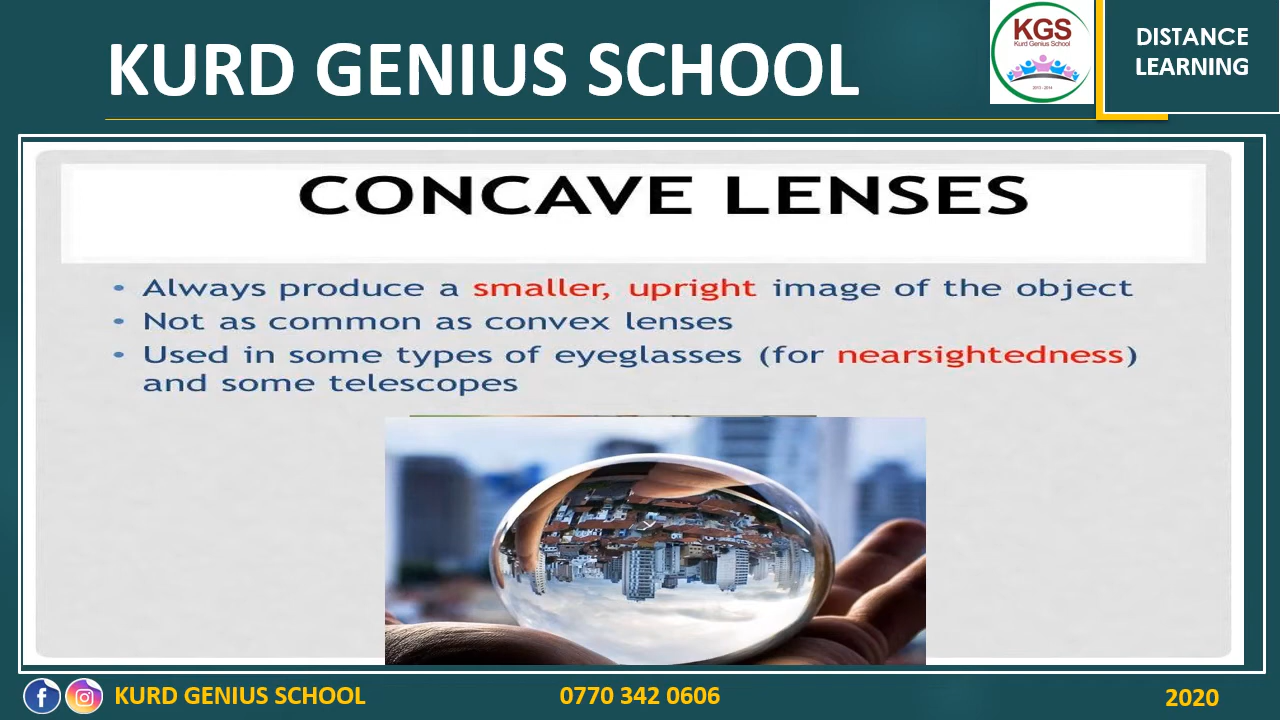 KURD GENIUS SCHOOL
KGS
Kurd Genius School
2013 - 2014
DISTANCE
LEARNING
CONCAVE LENSES
• Always produce a smaller, upright image of the object
• Not as common as convex lenses
• Used in some types of eyeglasses (for nearsightedness)
and some telescopes
KURD GENIUS SCHOOL
0770 342 0606
2020